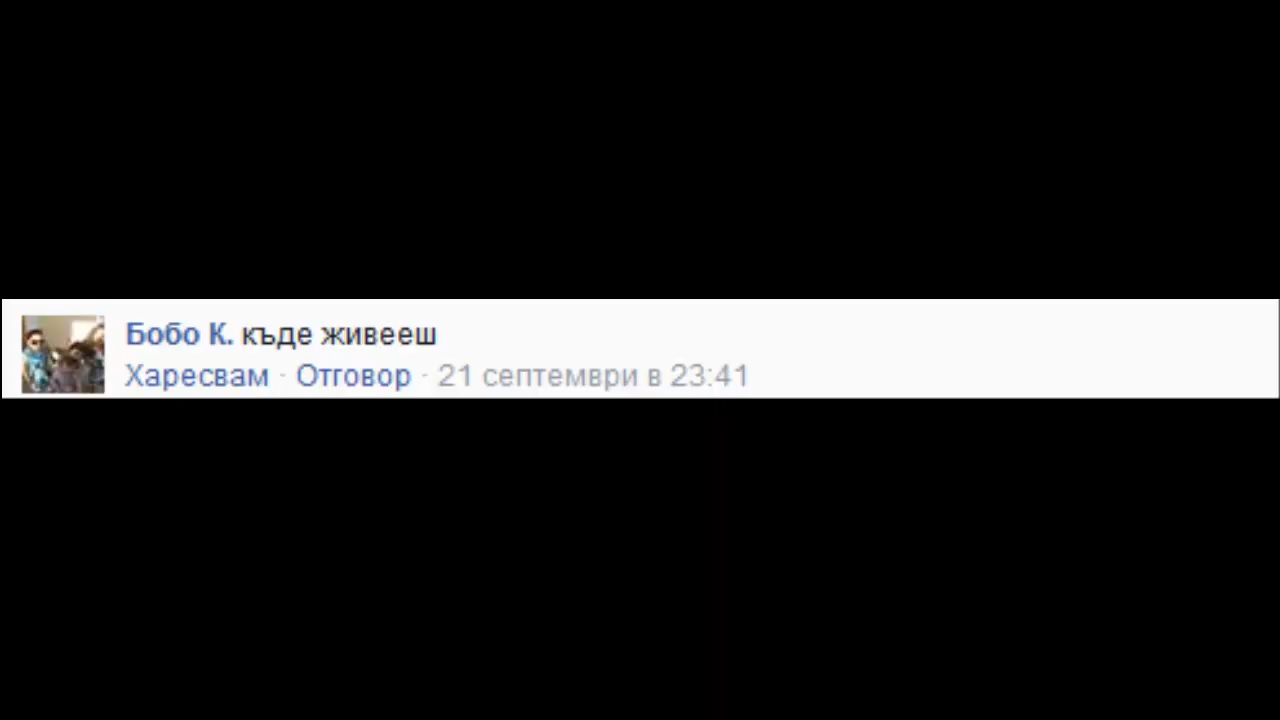 Бобо К. къде живееш
Харесвам · Отговор · 21 септември в 23:41